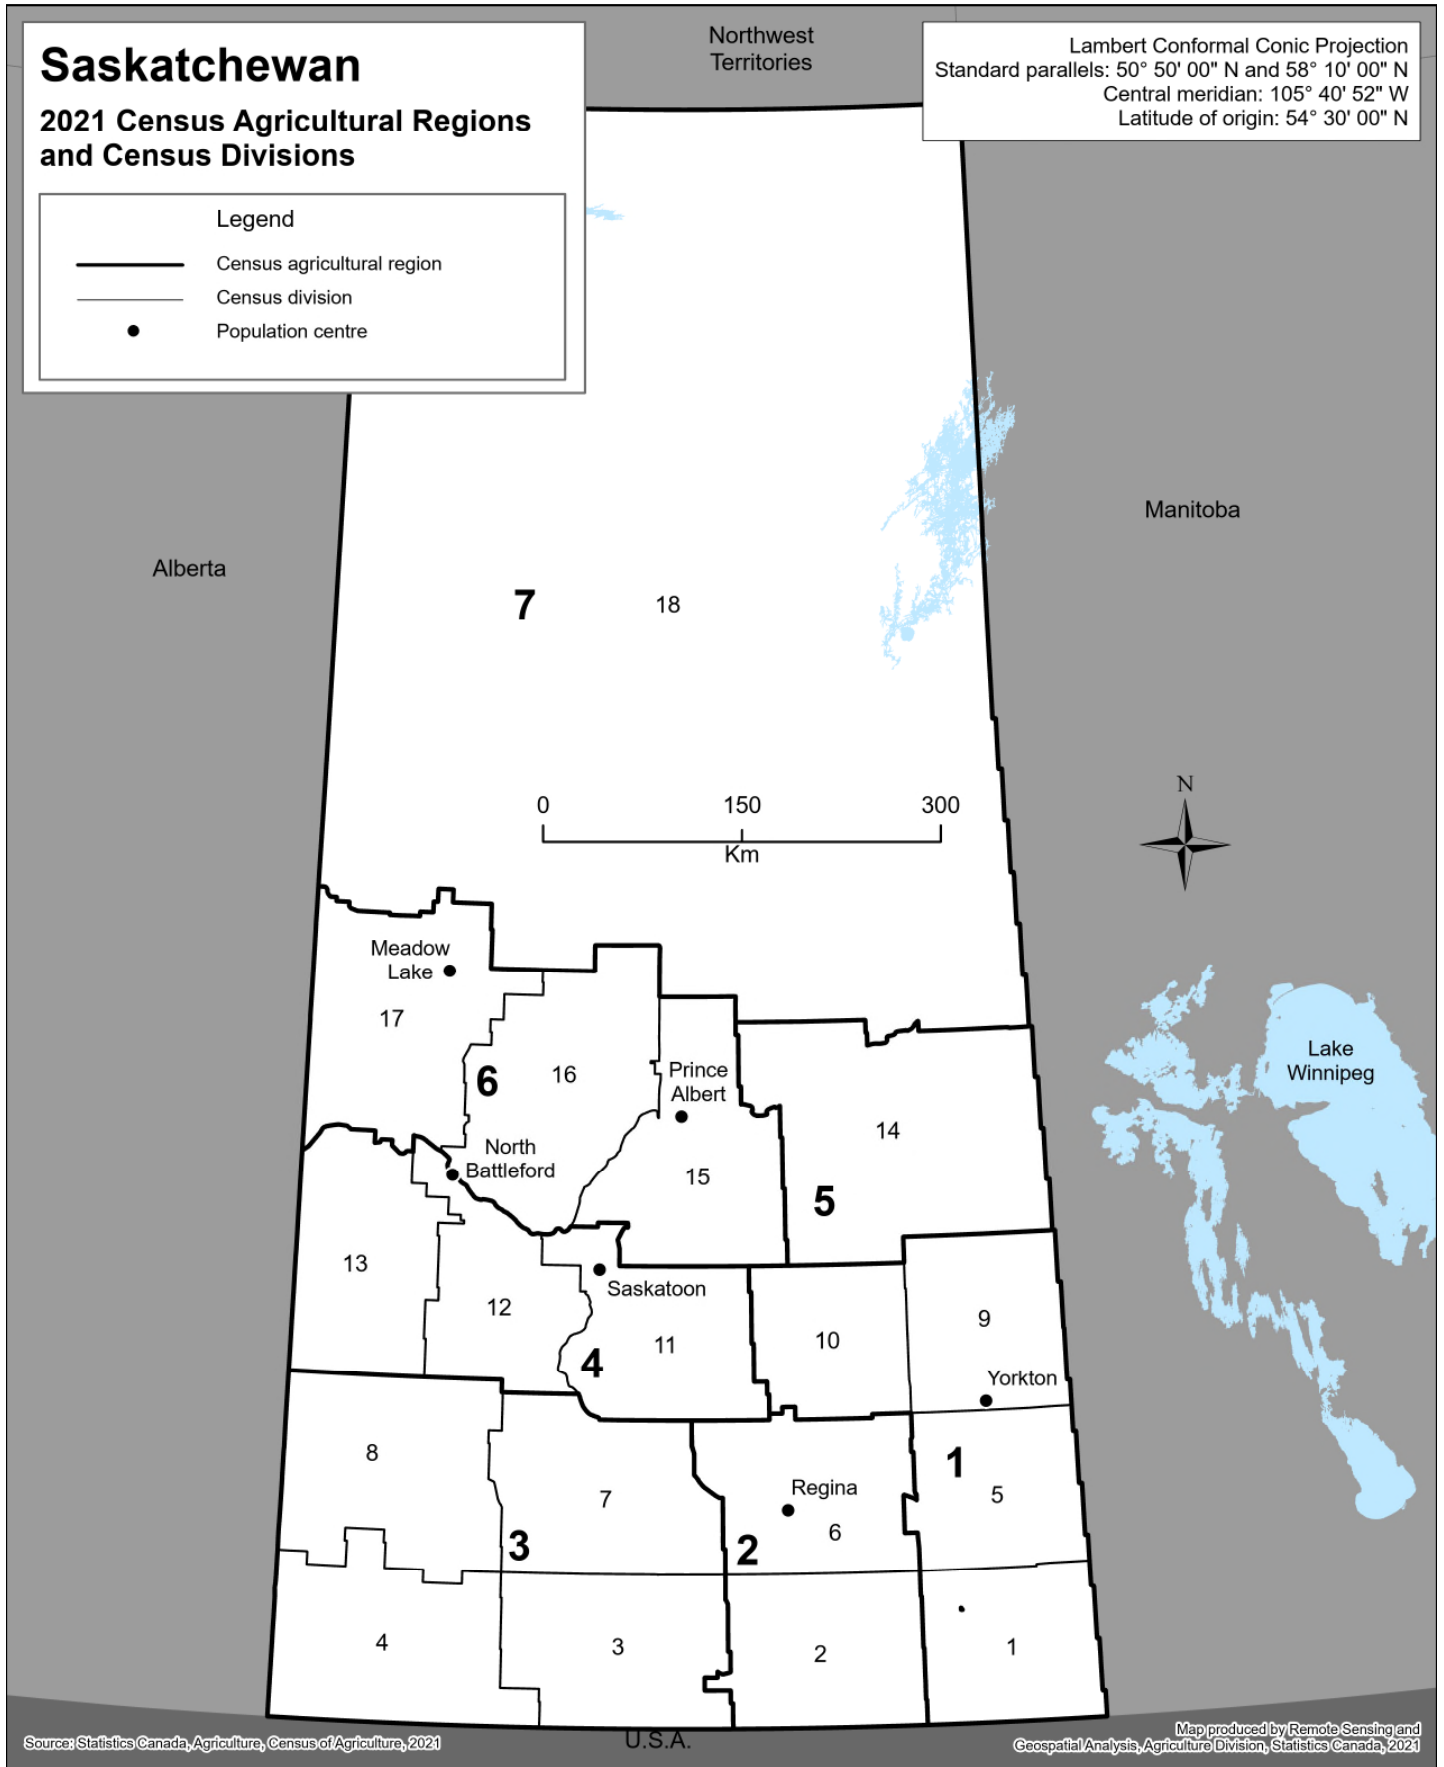 Saskatchewan
2021 Census Agricultural Regions
and Census Divisions
Legend
Census agricultural region
Census division
Population centre
Northwest
Territories
Lambert Conformal Conic Projection
Standard parallels: 50° 50' 00" N and 58° 10' 00" N
Central meridian: 105° 40' 52" W
Latitude of origin: 54° 30' 00" N
Manitoba
Alberta
7
18
N
0
150
300
Km
Meadow
Lake
17
6
16
Prince
Albert
Lake
Winnipeg
14
North
Battleford
15
5
13
Saskatoon
12
11
4
10
9
Yorkton
8
7
3
Regina
6
2
1
5
4
3
2
1
U.S.A.
Source: Statistics Canada, Agriculture, Census of Agriculture, 2021
Map produced by Remote Sensing and
Geospatial Analysis, Agriculture Division, Statistics Canada, 2021